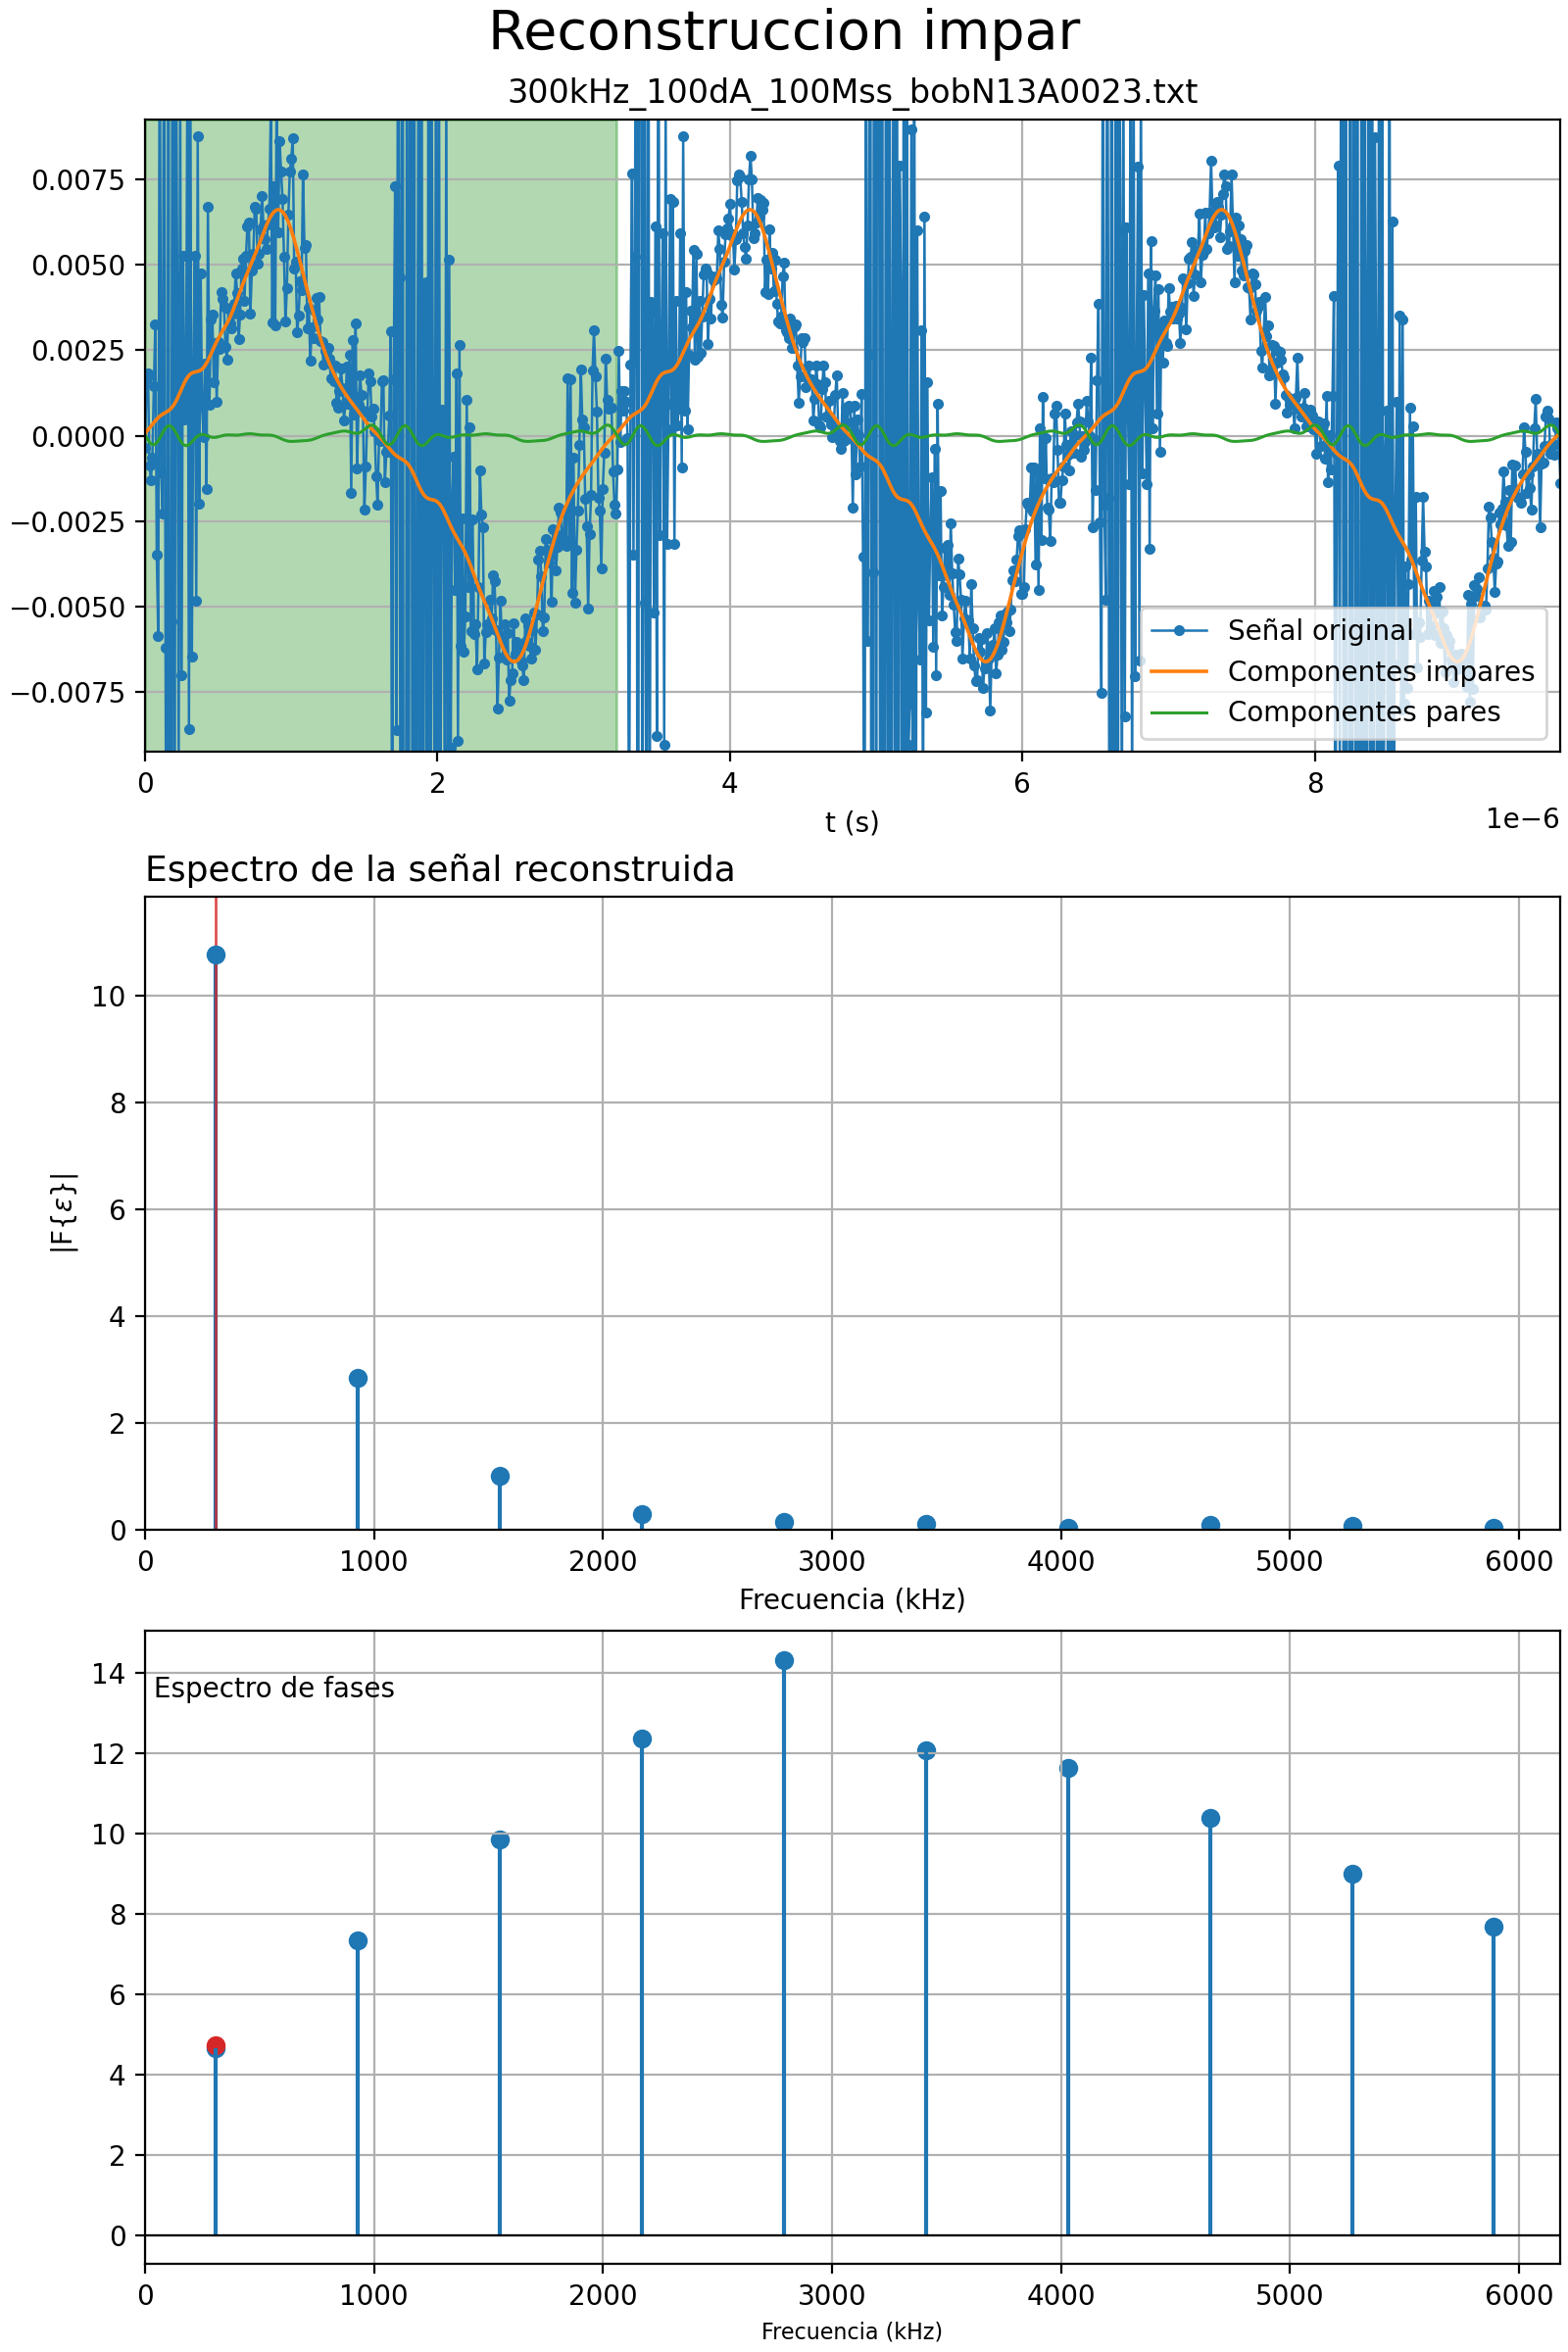 Reconstruccion impar
300kHz_100dA_100Mss_bobN13A0023.txt
0.0075
0.0050
0.0025
0.0000
−0.0025
−0.0050
−0.0075
Señal original
Componentes impares
Componentes pares
0 2 4 6 8
1e−6
t (s)
Espectro de la señal reconstruida
10
8
6
4
2
0
|F{ε}|
0 1000 2000 3000 4000 5000 6000
Frecuencia (kHz)
14
Espectro de fases
12
10
8
6
4
2
0
0 1000 2000 3000 4000 5000 6000
Frecuencia (kHz)